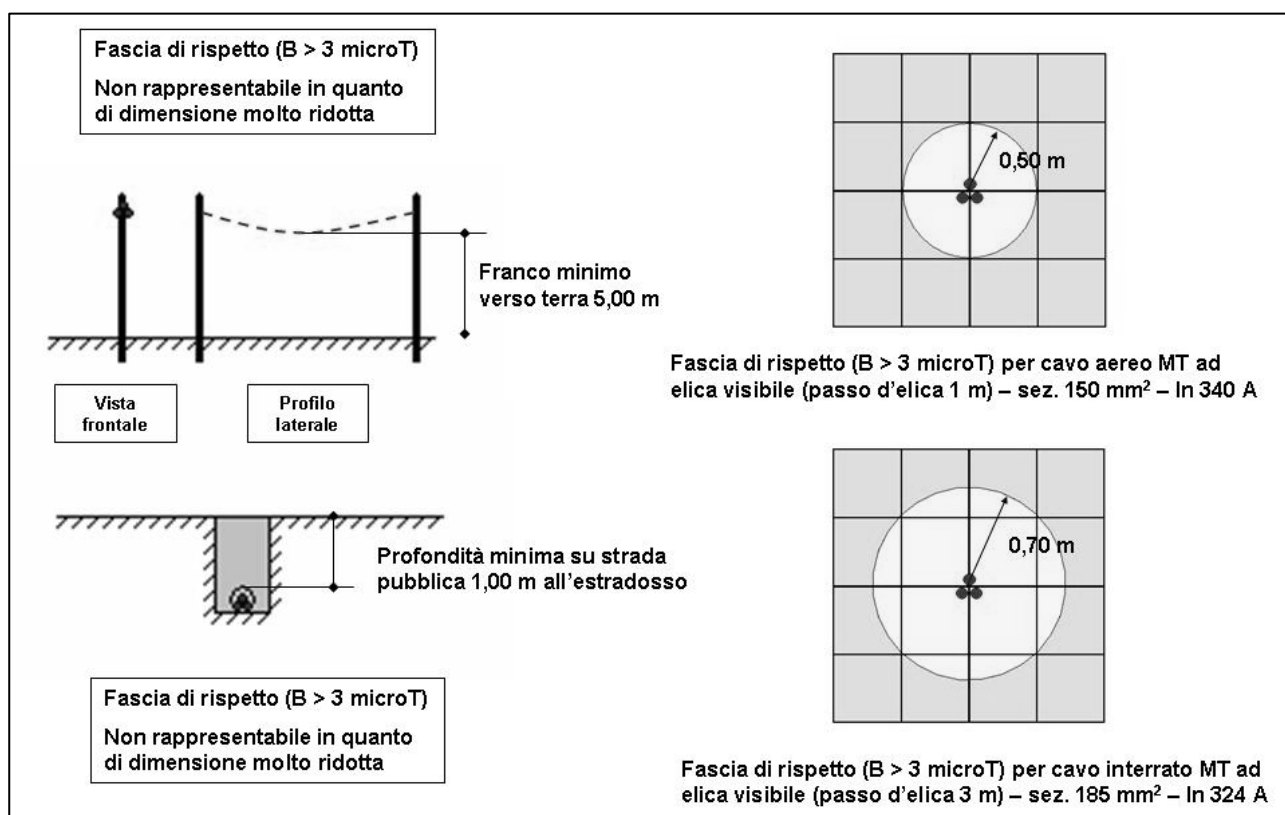 Fascia di rispetto (B > 3 microT)
Non rappresentabile in quanto
di dimensione molto ridotta
0,50 m
Franco minimo
verso terra 5,00 m
Fascia di rispetto (B > 3 microT) per cavo aereo MT ad
elica visibile (passo d'elica 1 m) – sez. 150 mm² – In 340 A
Vista
frontale
Profilo
laterale
Profondità minima su strada
pubblica 1,00 m all'estradosso
0,70 m
Fascia di rispetto (B > 3 microT)
Non rappresentabile in quanto
di dimensione molto ridotta
Fascia di rispetto (B > 3 microT) per cavo interrato MT ad
elica visibile (passo d'elica 3 m) – sez. 185 mm² – In 324 A